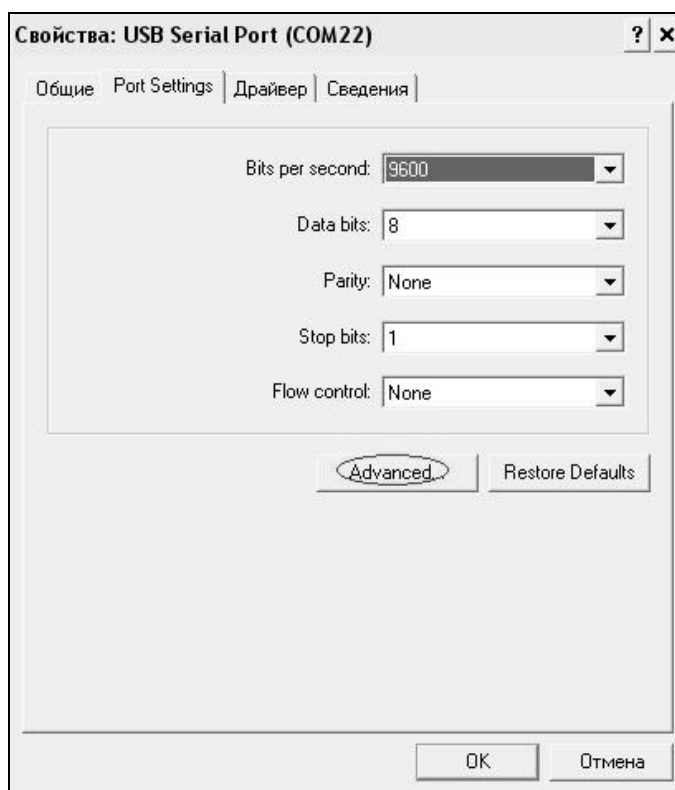 Свойства: USB Serial Port (COM22)
Общие Port Settings Драйвер Сведения
Bits per second: 9600
Data bits: 8
Parity: None
Stop bits: 1
Flow control: None
Advanced... Restore Defaults
OK Отмена